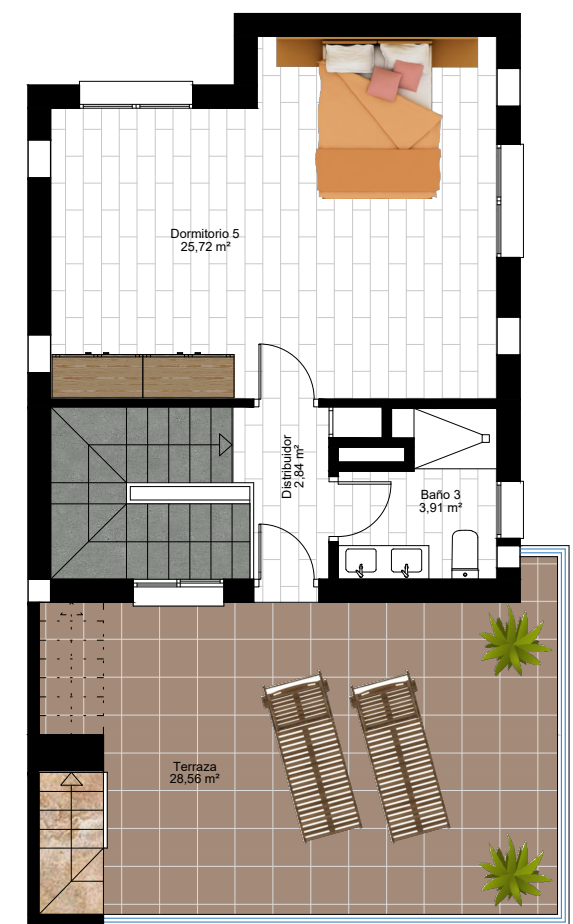 Dormitorio 5
25,72 m²
Distribuidor
2,84 m²
Baño 3
3,91 m²
Terraza
28,56 m²